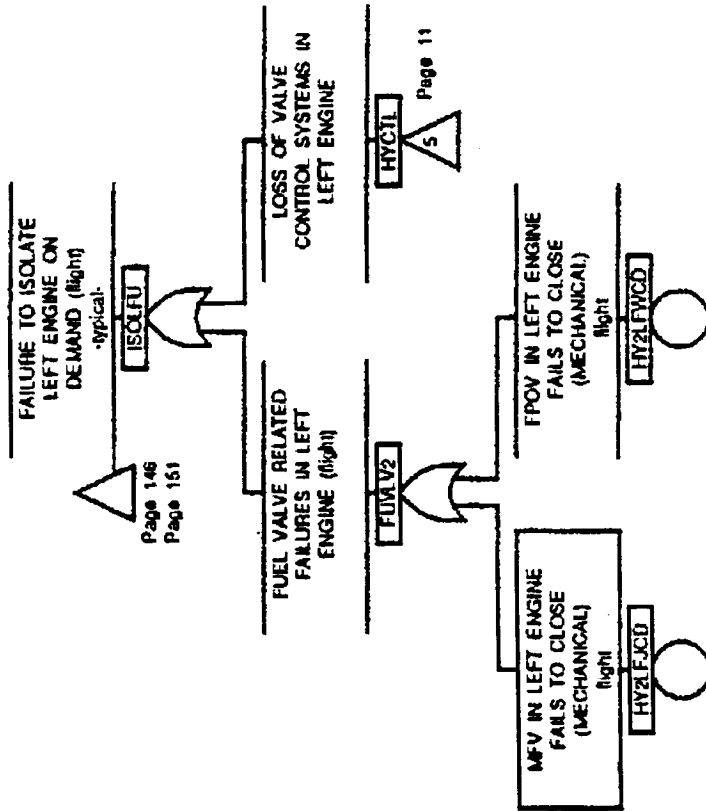 FAILURE TO ISOLATE
LEFT ENGINE ON
DEMAND (flight)
-typical-
ISOLFU
Page 146
Page 151
FUEL VALVE RELATED
FAILURES IN LEFT
ENGINE (flight)
FUVLV2
LOSS OF VALVE
CONTROL SYSTEMS IN
LEFT ENGINE
HYCTL
5
Page 11
MFV IN LEFT ENGINE
FAILS TO CLOSE
(MECHANICAL)
flight
HY2LFJCD
FPOV IN LEFT ENGINE
FAILS TO CLOSE
(MECHANICAL)
flight
HY2LFWCD